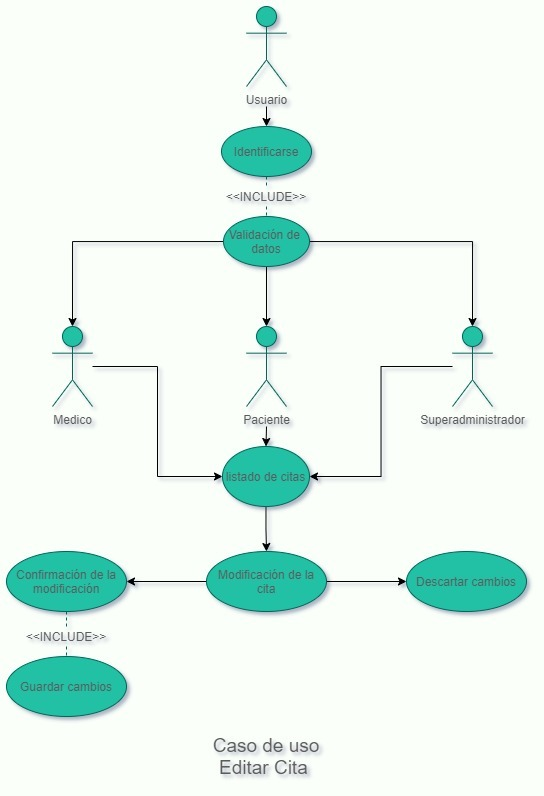 Usuario
Identificarse
<<INCLUDE>>
Validación de
datos
Medico
Paciente
Superadministrador
listado de citas
Confirmación de la
modificación
Modificación de la
cita
Descartar cambios
<<INCLUDE>>
Guardar cambios
Caso de uso
Editar Cita